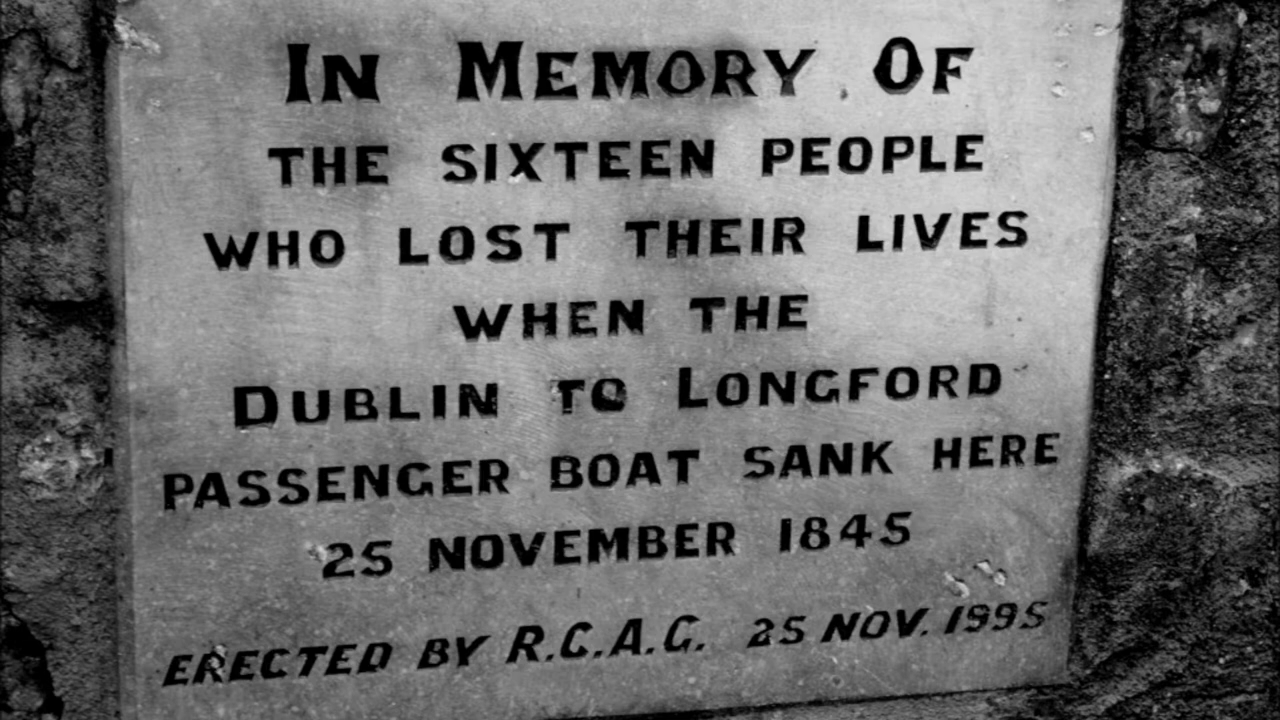 IN MEMORY OF
THE SIXTEEN PEOPLE
WHO LOST THEIR LIVES
WHEN THE
DUBLIN TO LONGFORD
PASSENGER BOAT SANK HERE
25 NOVEMBER 1845
ERECTED BY R.C.A.G. 25 NOV. 1995